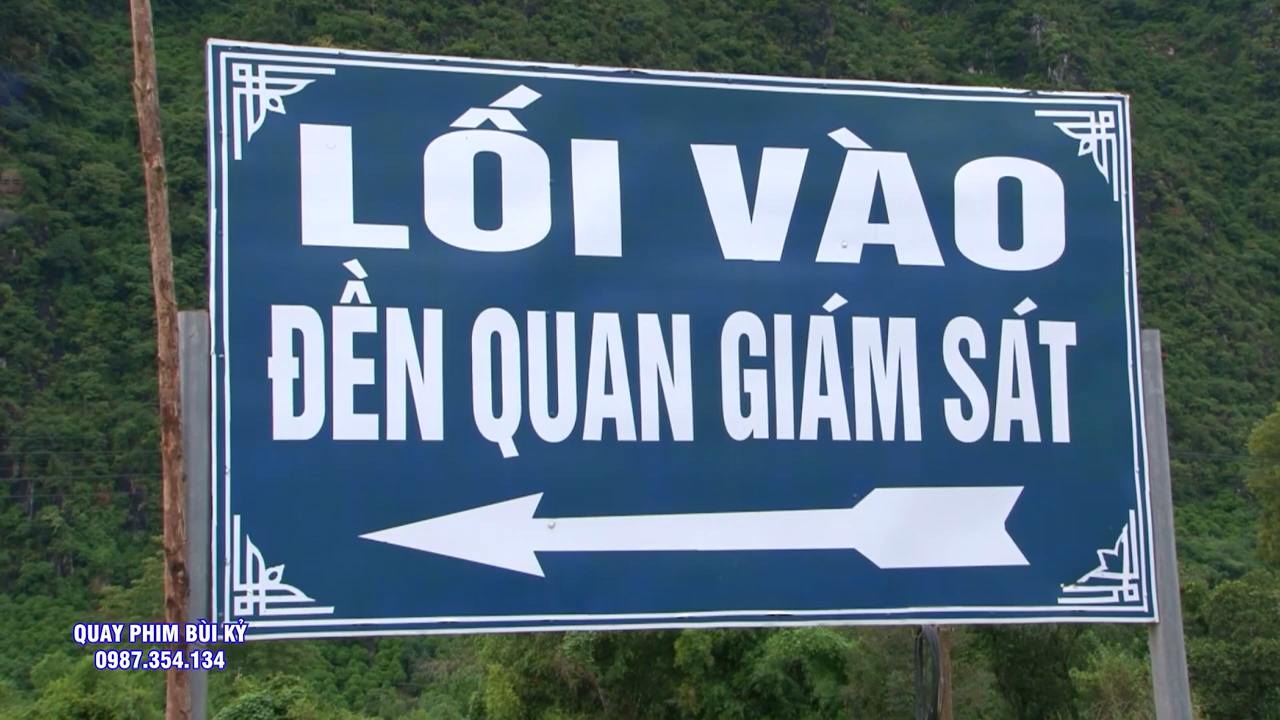 LỐI VÀO
ĐỀN QUAN GIÁM SÁT
QUAY PHIM BÙI KỶ
0987.354.134